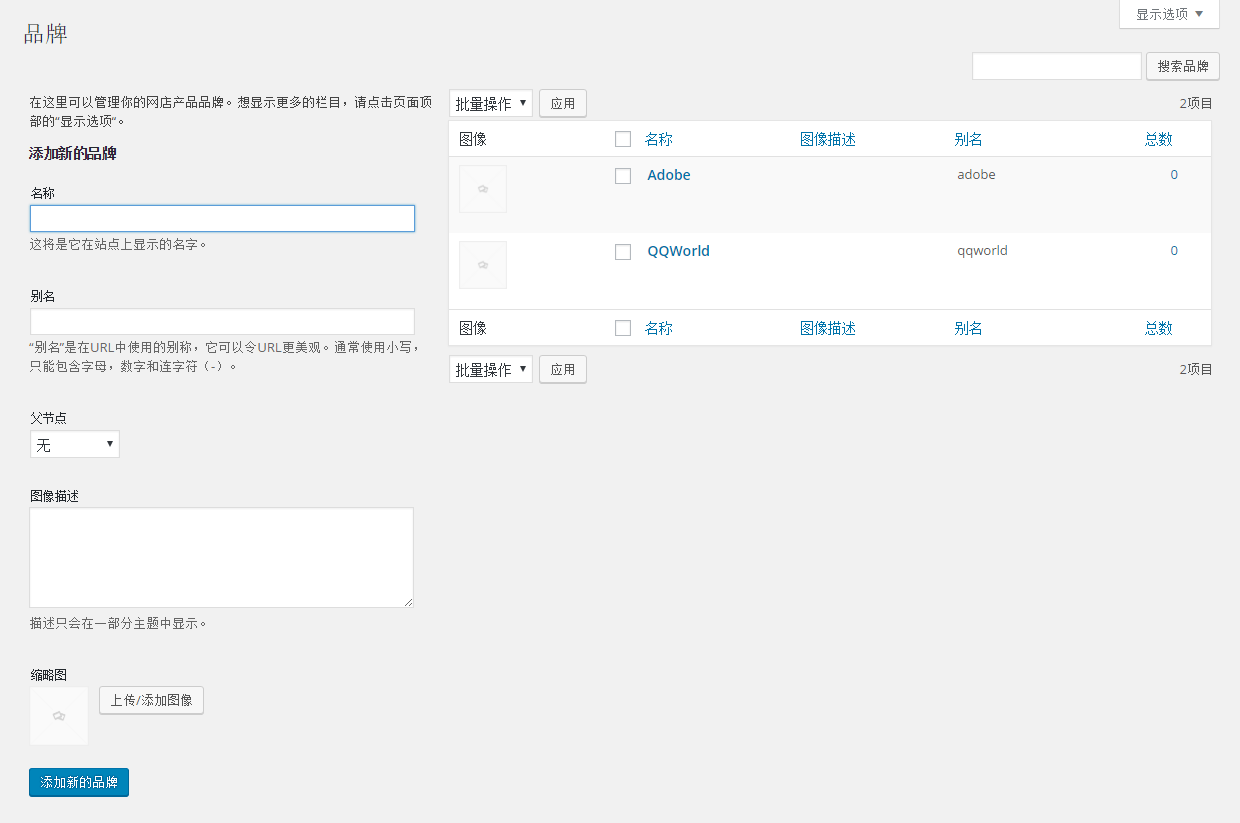 显示选项
品牌
搜索品牌
在这里可以管理你的网店产品品牌。想显示更多的栏目，请点击页面顶
部的“显示选项“。
添加新的品牌
名称
这将是它在站点上显示的名字。
别名
“别名”是在URL中使用的别称，它可以令URL更美观。通常使用小写，
只能包含字母，数字和连字符（-）。
父节点
无
图像描述
描述只会在一部分主题中显示。
缩略图
上传/添加图像
添加新的品牌
批量操作 应用 2项目
图像 名称 图像描述 别名 总数
Adobe adobe 0
QQWorld qqworld 0
图像 名称 图像描述 别名 总数
批量操作 应用 2项目